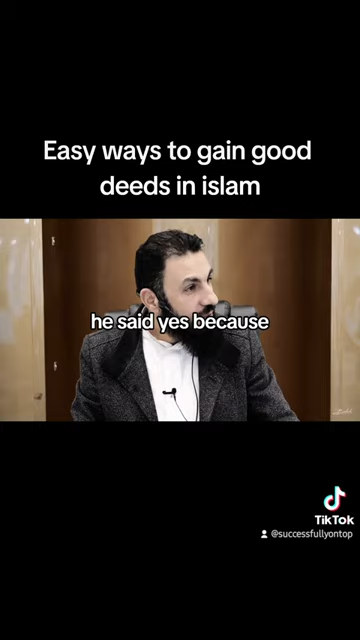 Easy ways to gain good
deeds in islam
he said yes because
TikTok
@successfullyontop